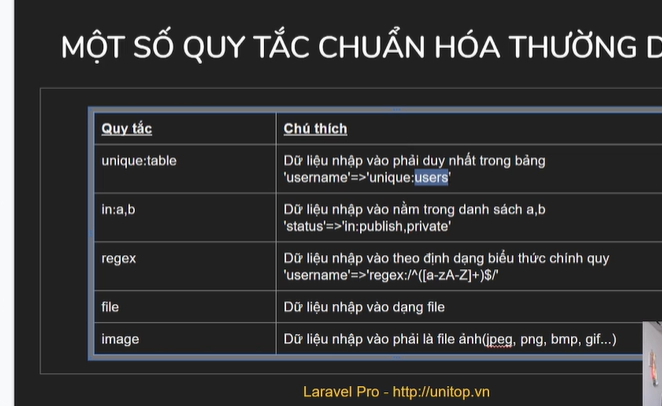 MỘT SỐ QUY TẮC CHUẨN HÓA THƯỜNG
Quy tắc
Chú thích
unique:table
Dữ liệu nhập vào phải duy nhất trong bảng
'username'=>'unique:users'
in:a,b
Dữ liệu nhập vào nằm trong danh sách a,b
'status'=>'in:publish,private'
regex
Dữ liệu nhập vào theo định dạng biểu thức chính quy
'username'=>'regex:/^([a-zA-Z]+)$/'
file
Dữ liệu nhập vào dạng file
image
Dữ liệu nhập vào phải là file ảnh(jpeg, png, bmp, gif...)
Laravel Pro - http://unitop.vn